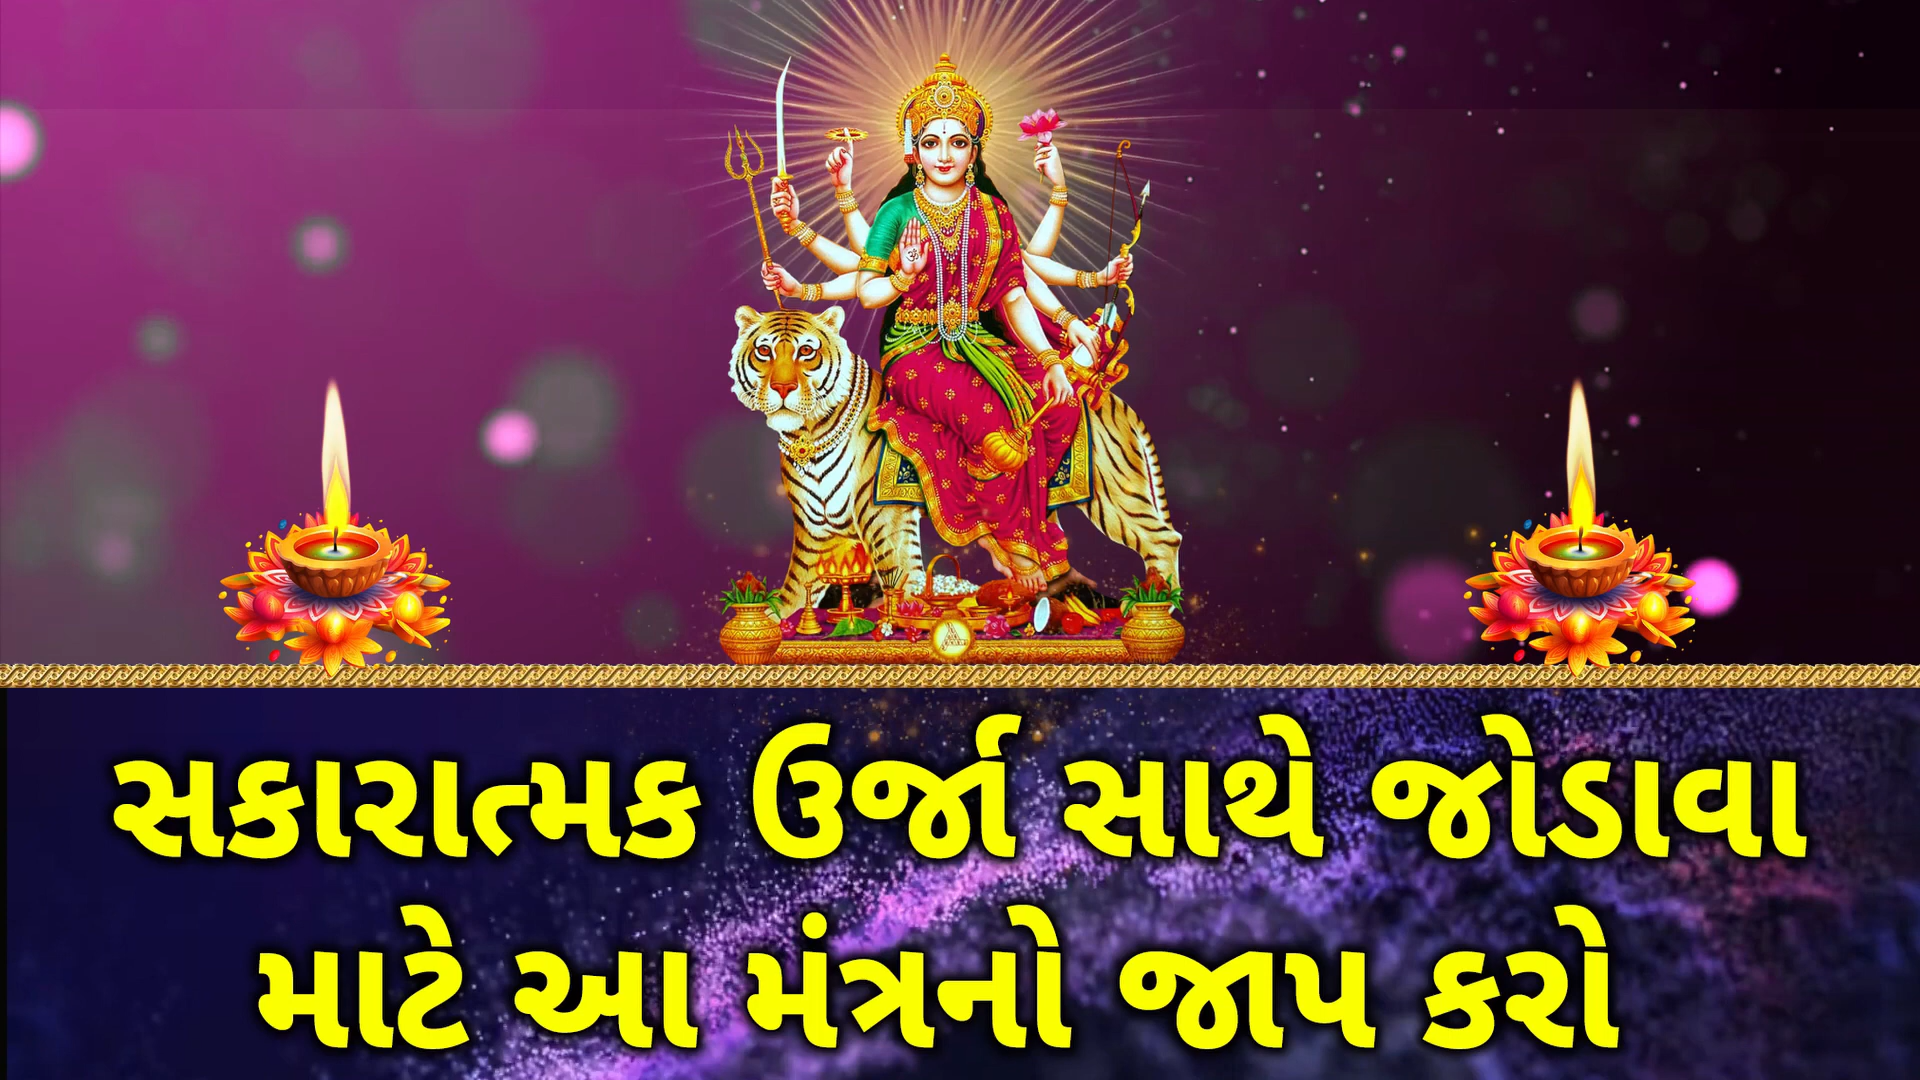 સકારાત્મક ઉર્જા સાથે જોડાવા
માટે આ મંત્રનો જાપ કરો